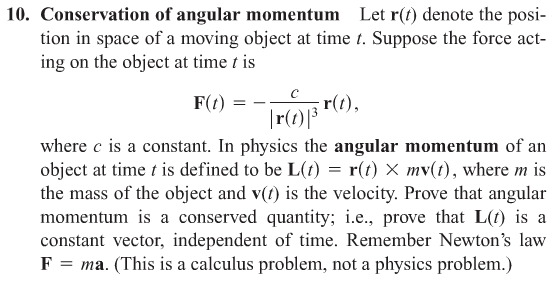 10. Conservation of angular momentum Let r(t) denote the posi-
tion in space of a moving object at time t. Suppose the force act-
ing on the object at time t is
F(t) = − c / |r(t)|³ r(t),
where c is a constant. In physics the angular momentum of an
object at time t is defined to be L(t) = r(t) × mv(t), where m is
the mass of the object and v(t) is the velocity. Prove that angular
momentum is a conserved quantity; i.e., prove that L(t) is a
constant vector, independent of time. Remember Newton's law
F = ma. (This is a calculus problem, not a physics problem.)